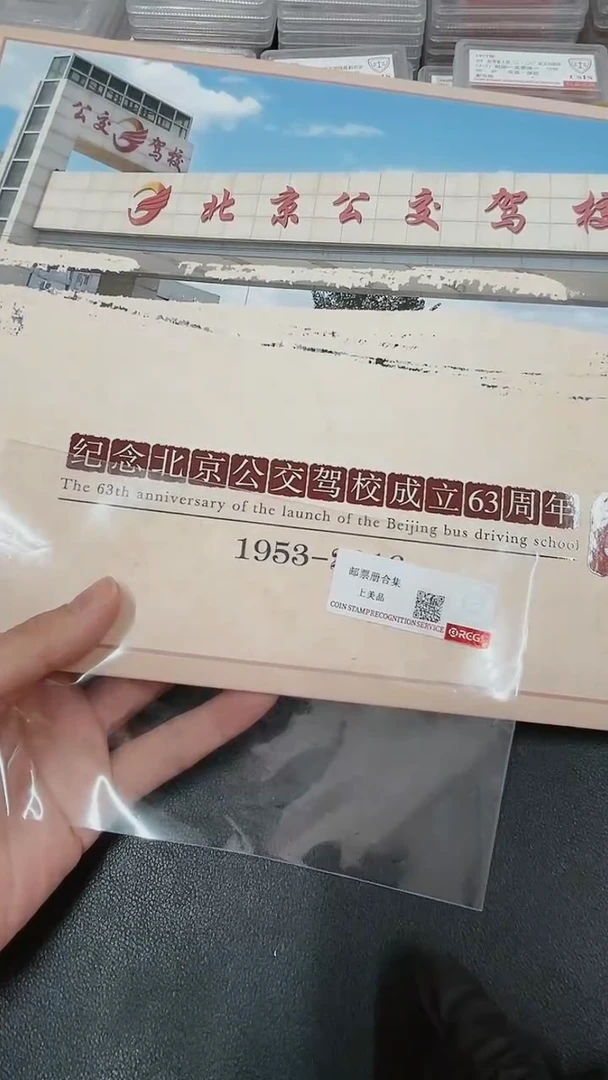 CSIS
公交驾校
北京公交驾校
纪念北京公交驾校成立63周年
The 63th anniversary of the launch of the Beijing bus driving school
1953-
邮票册合集
上美品
COIN STAMP RECOGNITION SERVICE
RCGS